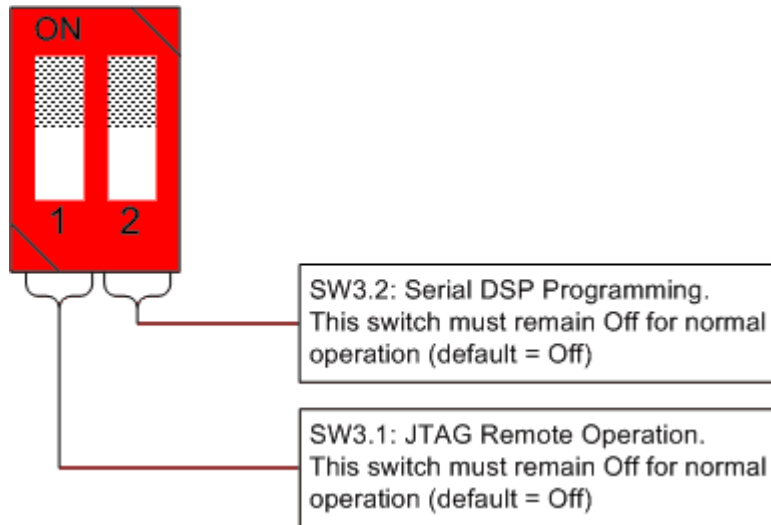 ON
1 2
SW3.2: Serial DSP Programming.
This switch must remain Off for normal
operation (default = Off)
SW3.1: JTAG Remote Operation.
This switch must remain Off for normal
operation (default = Off)